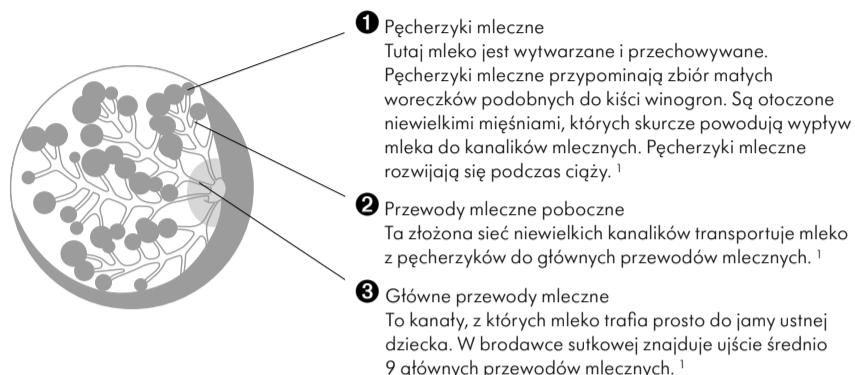 ❶ Pęcherzyki mleczne
Tutaj mleko jest wytwarzane i przechowywane.
Pęcherzyki mleczne przypominają zbiór małych
woreczków podobnych do kiści winogron. Są otoczone
niewielkimi mięśniami, których skurcze powodują wypływ
mleka do kanalików mlecznych. Pęcherzyki mleczne
rozwijają się podczas ciąży. ¹
❷ Przewody mleczne poboczne
Ta złożona sieć niewielkich kanalików transportuje mleko
z pęcherzyków do głównych przewodów mlecznych. ¹
❸ Główne przewody mleczne
To kanały, z których mleko trafia prosto do jamy ustnej
dziecka. W brodawce sutkowej znajduje ujście średnio
9 głównych przewodów mlecznych. ¹